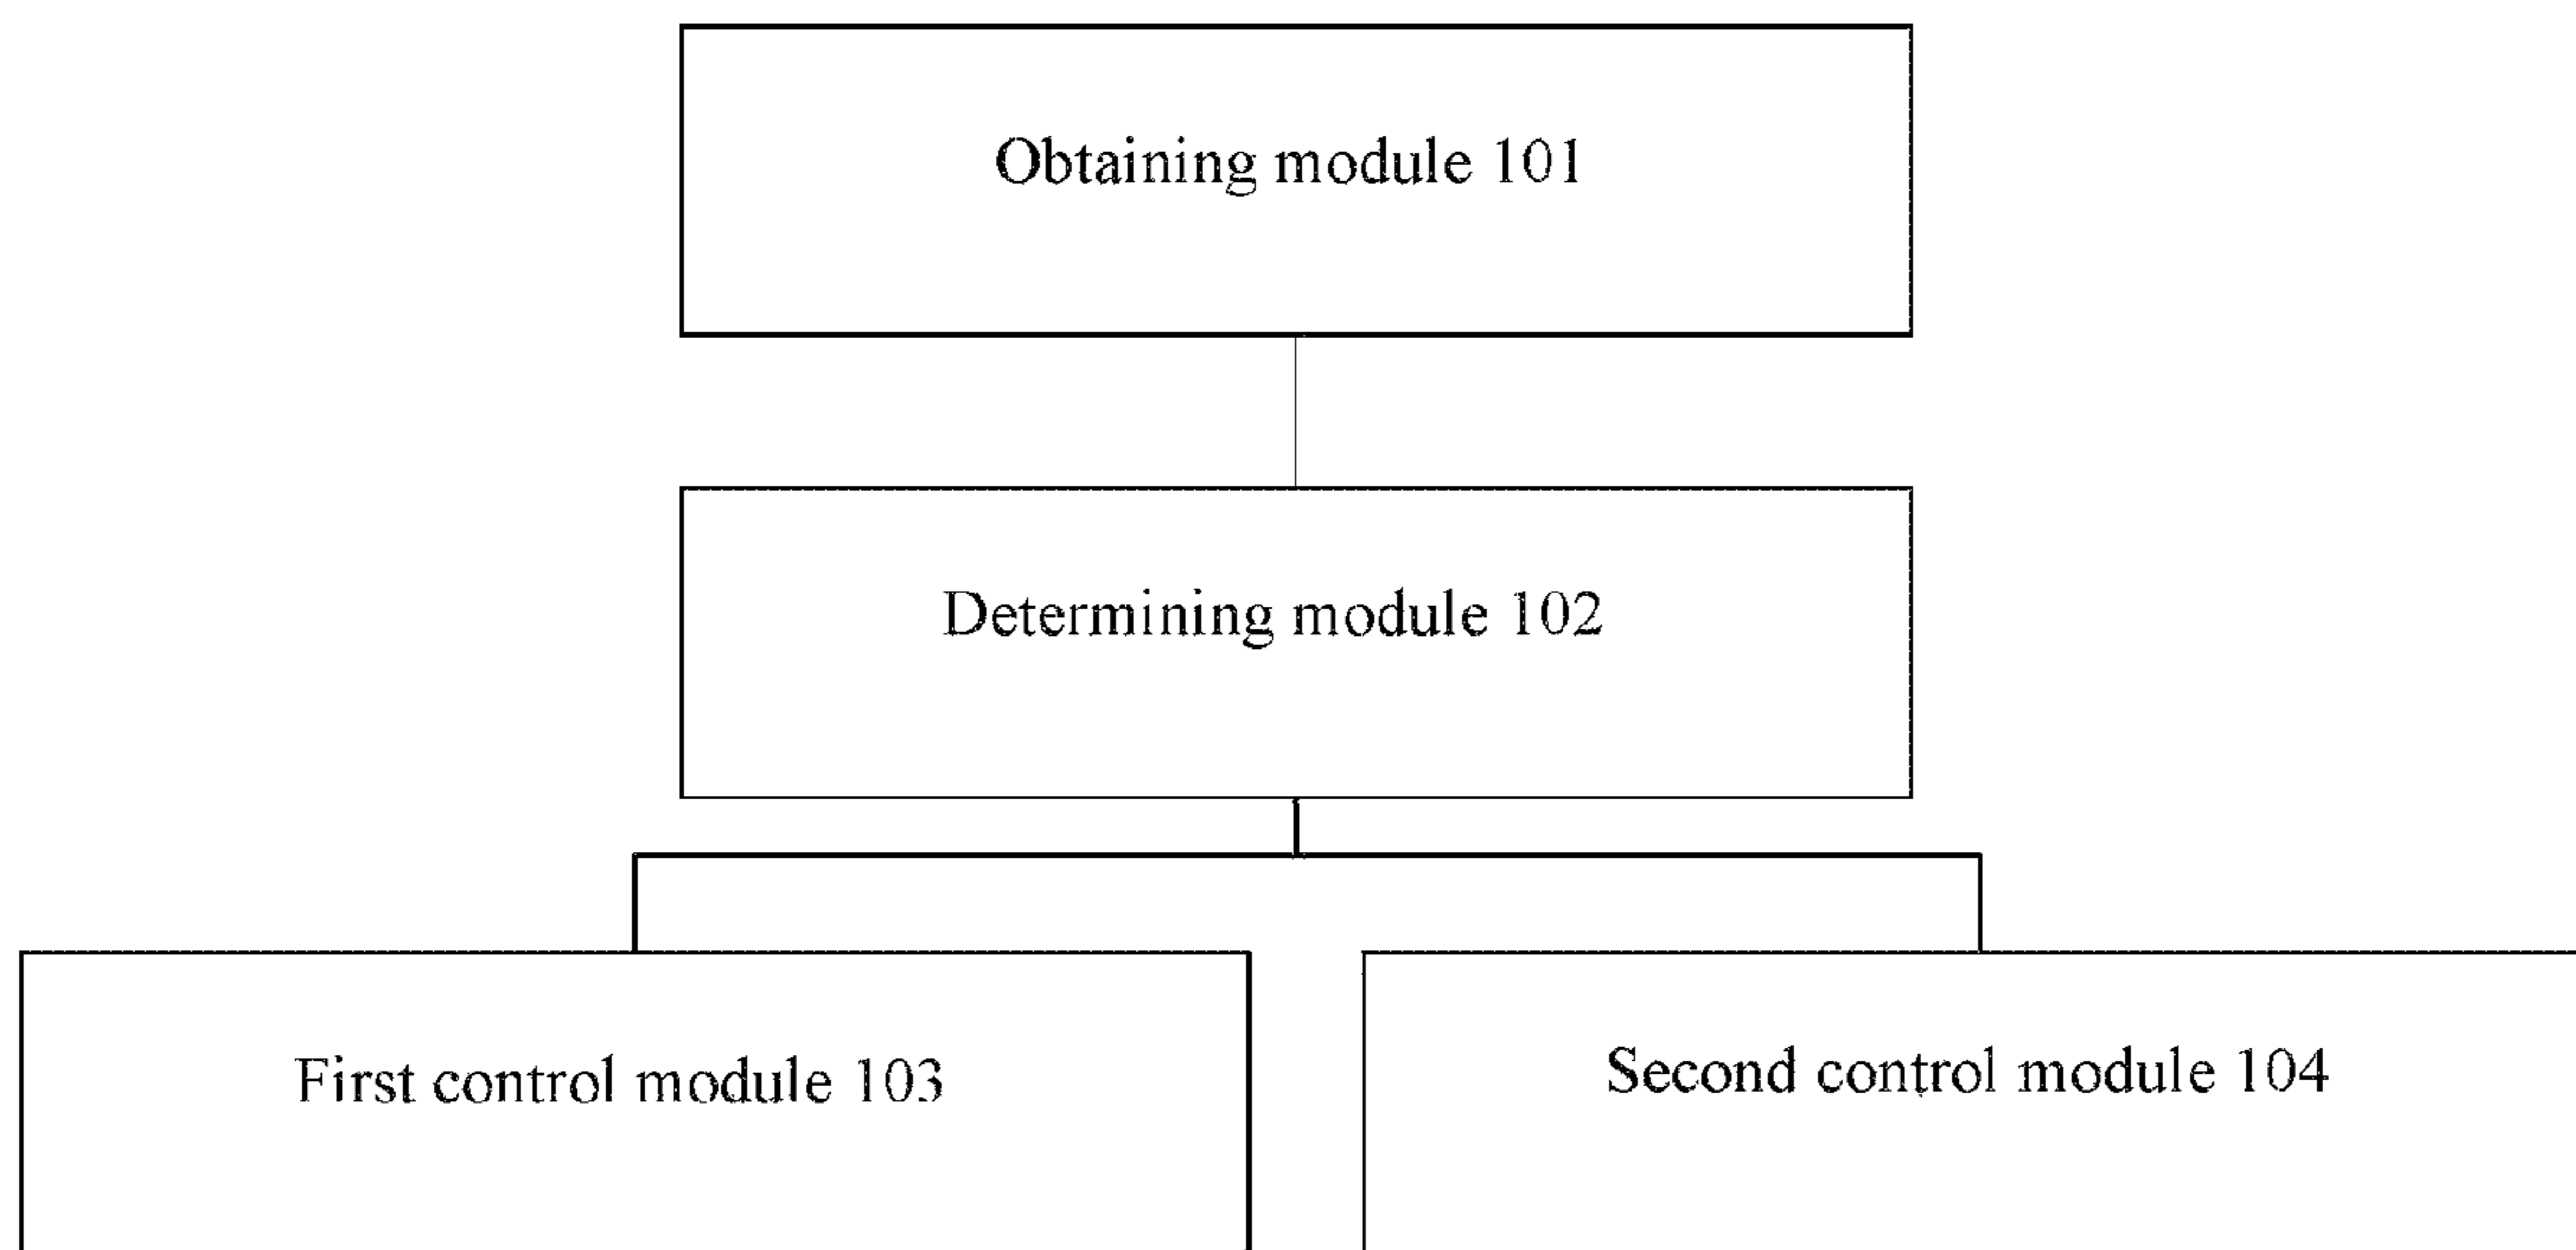 Obtaining module 101
Determining module 102
First control module 103
Second control module 104